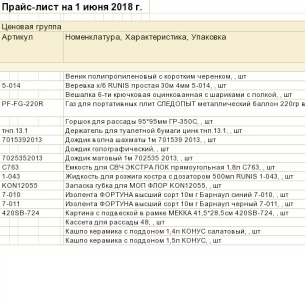 Прайс-лист на 1 июня 2018 г.
Ценовая группа
Артикул Номенклатура, Характеристика, Упаковка
Веник полипропиленовый с коротким черенком, , шт
5-014 Веревка х/б RUNIS простая 30м 4мм 5-014, , шт
Вешалка 6-ти крючковая оцинкованная с шариками с полкой, , шт
PF-FG-220R Газ для портативных плит СЛЕДОПЫТ металлический баллон 220гр в
Горшок для рассады 95*95мм ГР-350С, , шт
тнп.13.1 Держатель для туалетной бумаги цинк тнп.13.1, , шт
7015392013 Дождик волна шахматы 1м 701539 2013, , шт
Дождик голографический, , шт
7025352013 Дождик матовый 1м 702535 2013, , шт
C763 Емкость для СВЧ ЭКСТРА ЛОК прямоугольная 1,8л С763, , шт
1-043 Жидкость для розжига костра с дозатором 500мл RUNIS 1-043, , шт
KON12055 Запаска губка для МОП ФЛОР KON12055, , шт
7-010 Изолента ФОРТУНА высший сорт 10м г Барнаул синий 7-010, , шт
7-011 Изолента ФОРТУНА высший сорт 10м г Барнаул черный 7-011, , шт
420SB-724 Картина с подвеской в рамке МЕККА 41,5*28,5см 420SB-724, , шт
Кассета для рассады 48, , шт
Кашпо керамика с поддоном 1,4л КОНУС салатовый, , шт
Кашпо керамика с поддоном 1,5л КОНУС, , шт